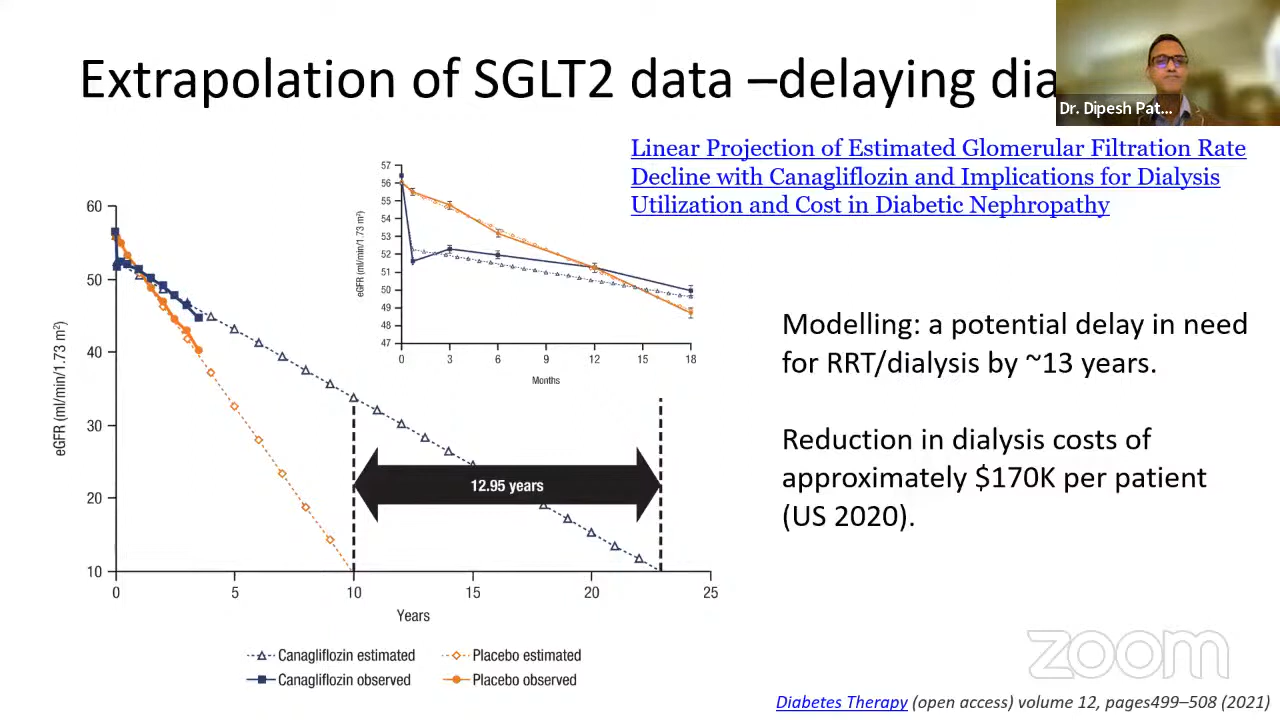 Extrapolation of SGLT2 data –delaying
Dr. Dipesh Pat...
Linear Projection of Estimated Glomerular Filtration Rate
Decline with Canagliflozin and Implications for Dialysis
Utilization and Cost in Diabetic Nephropathy
57
56
55
54
53
52
51
50
49
48
47
eGFR (ml/min/1.73 m²)
0 3 6 9 12 15 18
Months
60
50
40
30
20
10
eGFR (ml/min/1.73 m²)
12.95 years
0 5 10 15 20 25
Years
Canagliflozin estimated Placebo estimated
Canagliflozin observed Placebo observed
Modelling: a potential delay in need
for RRT/dialysis by ~13 years.
Reduction in dialysis costs of
approximately $170K per patient
(US 2020).
zoom
Diabetes Therapy (open access) volume 12, pages499–508 (2021)